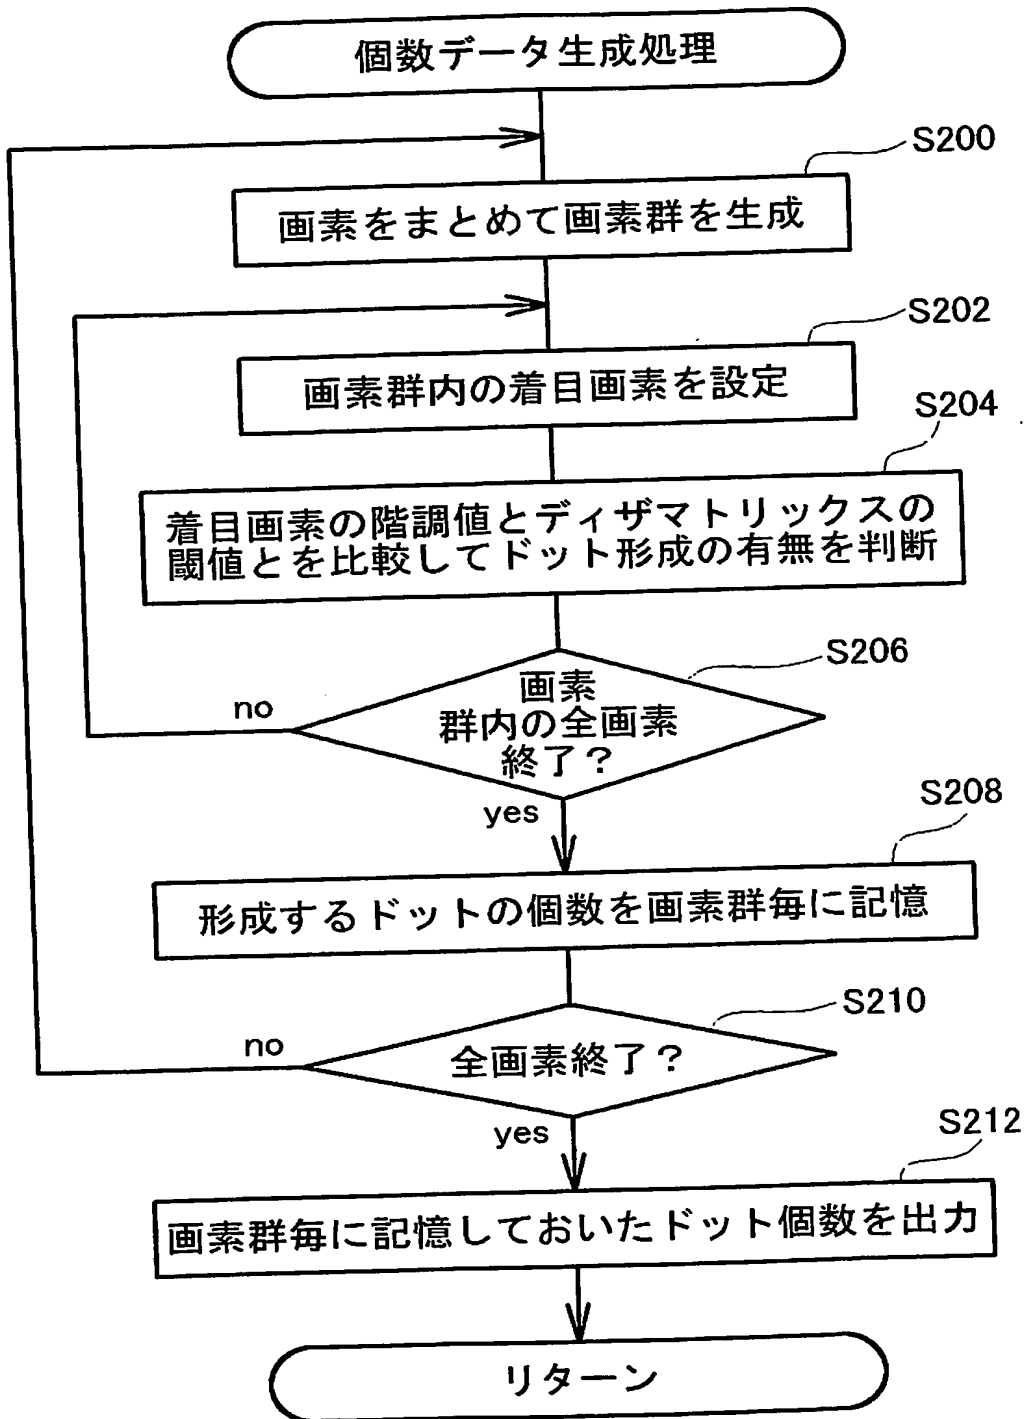 個数データ生成処理
S200
画素をまとめて画素群を生成
S202
画素群内の着目画素を設定
S204
着目画素の階調値とディザマトリックスの
閾値とを比較してドット形成の有無を判断
S206
画素
群内の全画素
終了？
no
yes
S208
形成するドットの個数を画素群毎に記憶
S210
全画素終了？
no
yes
S212
画素群毎に記憶しておいたドット個数を出力
リターン